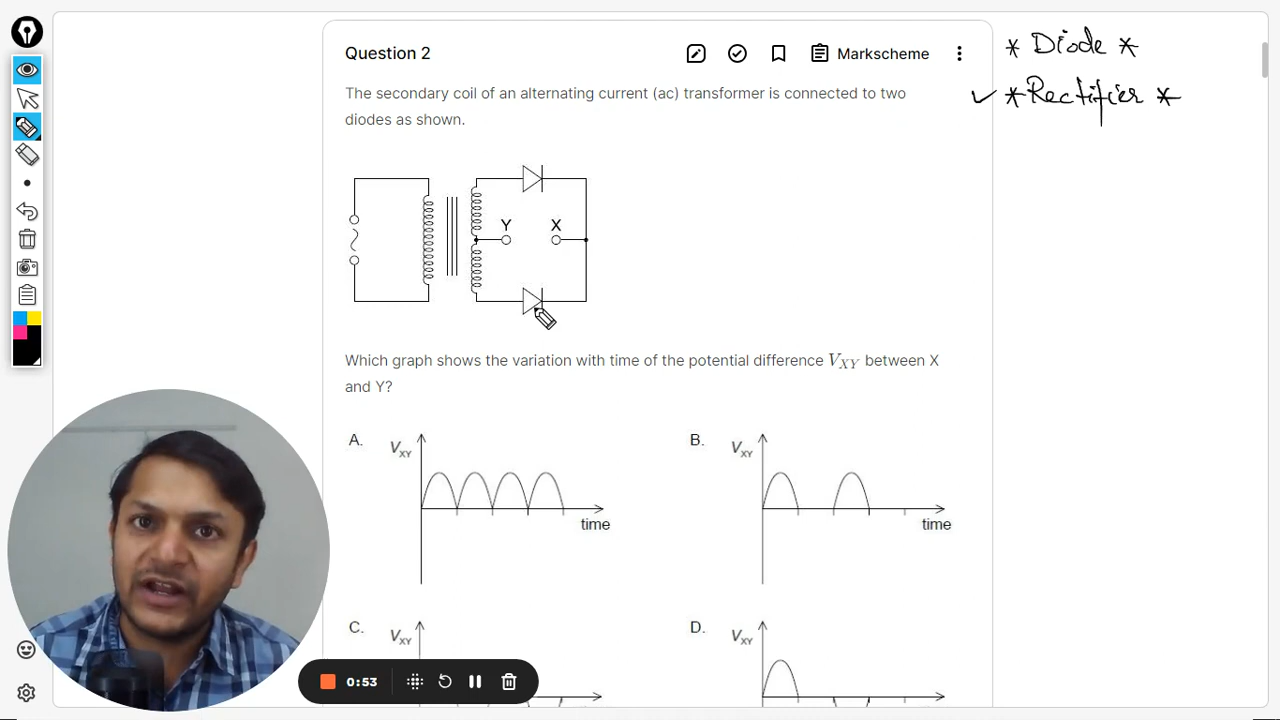 Question 2
Markscheme
* Diode *
✓ * Rectifier *
The secondary coil of an alternating current (ac) transformer is connected to two
diodes as shown.
Y X
Which graph shows the variation with time of the potential difference V_XY between X
and Y?
A. V_XY
time
B. V_XY
time
C. V_XY
D. V_XY
0:53